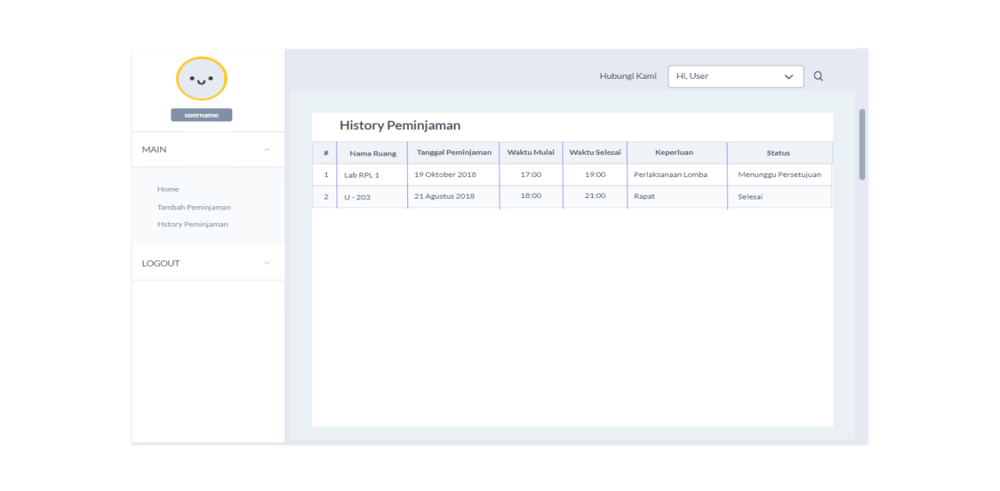 username
MAIN
Home
Tambah Peminjaman
Hstory Peminjaman
LOGOUT
Hubungi Kami Hi, User
History Peminjaman
# Nama Ruang Tanggal Peminjaman Waktu Mulai Waktu Selesai Keperluan Status
1 Lab RPL 1 19 Oktober 2018 17:00 19:00 Perlaksanaan Lomba Menunggu Persetujuan
2 U - 203 21 Agustus 2018 18:00 21:00 Rapat Selesai